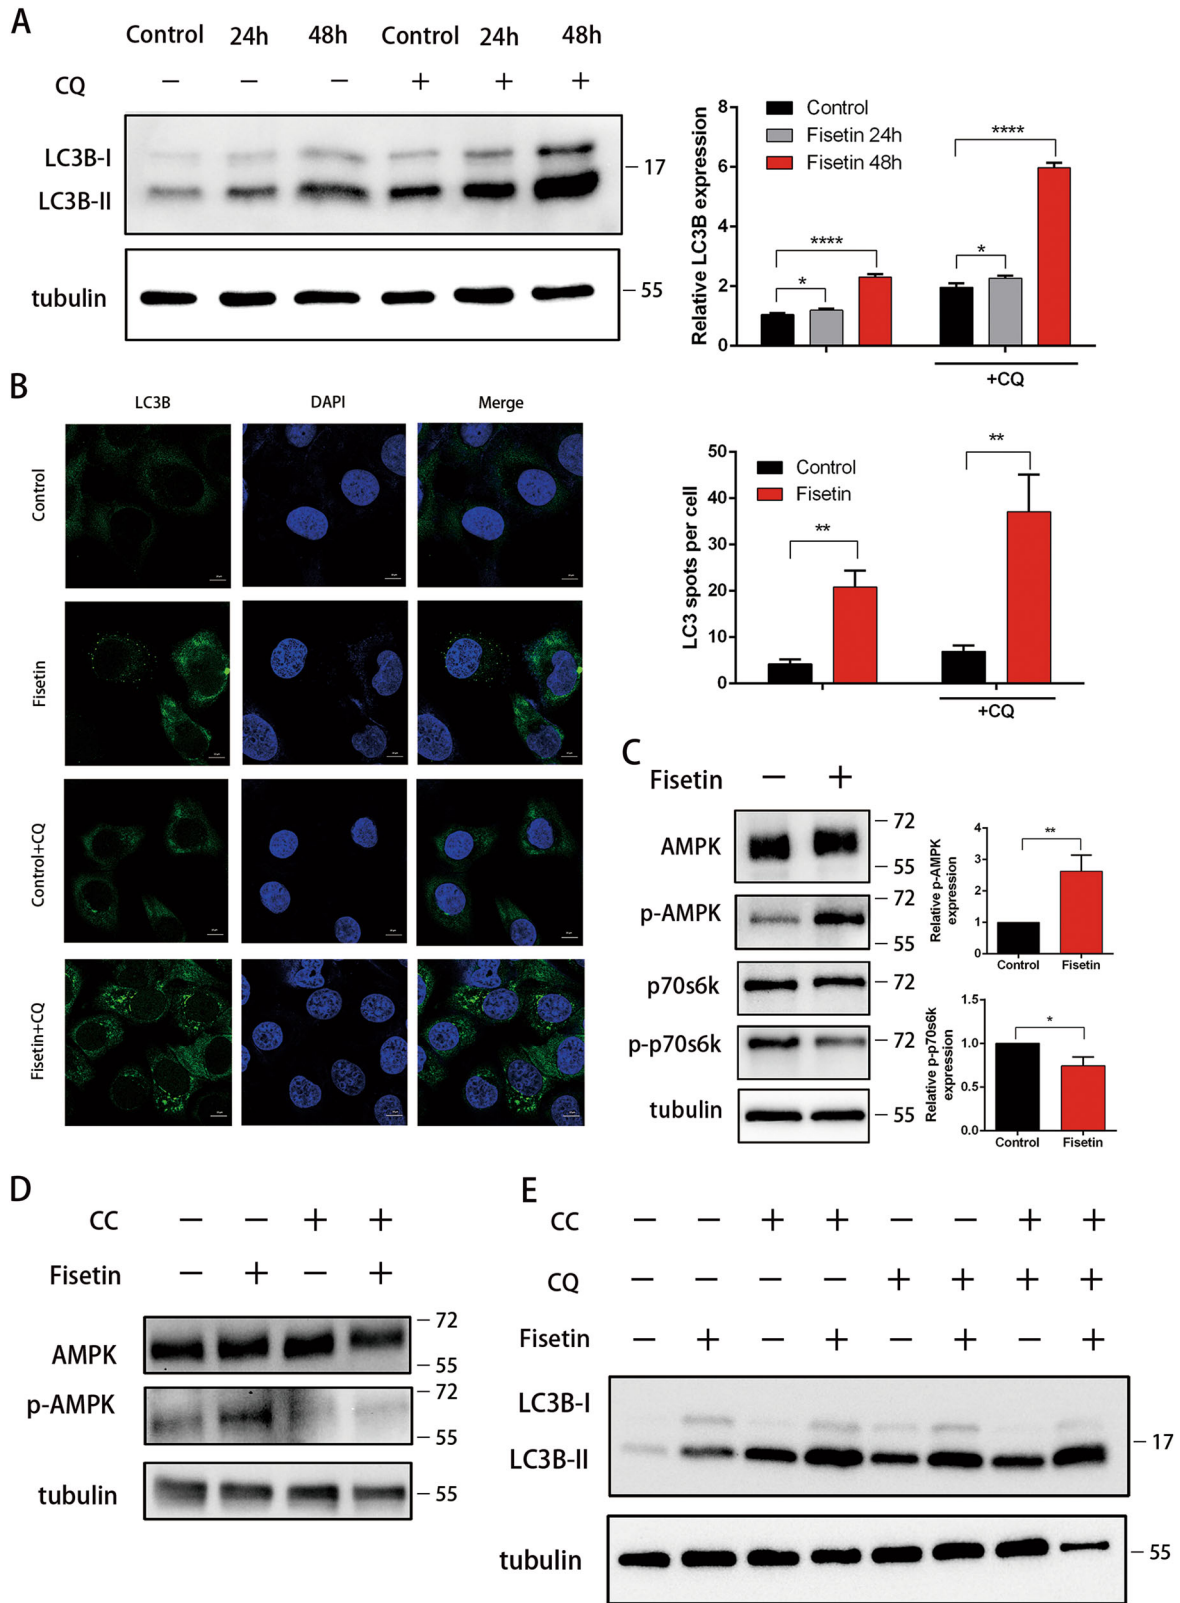 A
Control 24h 48h Control 24h 48h
CQ − − − + + +
LC3B-I
17
LC3B-II
tubulin
55
Relative LC3B expression
8
6
4
2
0
Control
Fisetin 24h
Fisetin 48h
****
*
****
*
+CQ
B
LC3B DAPI Merge
Control
Fisetin
Control+CQ
Fisetin+CQ
LC3 spots per cell
50
40
30
20
10
0
Control
Fisetin
**
**
+CQ
C
Fisetin − +
AMPK
72
55
p-AMPK
72
55
p70s6k
72
p-p70s6k
72
tubulin
55
Relative p-AMPK
expression
4
3
2
1
0
**
Control Fisetin
Relative p-p70s6k
expression
1.5
1.0
0.5
0.0
*
Control Fisetin
D
CC − − + +
Fisetin − + − +
AMPK
72
55
p-AMPK
72
55
tubulin
55
E
CC − − + + − − + +
CQ − − − − + + + +
Fisetin − + − + − + − +
LC3B-I
17
LC3B-II
tubulin
55